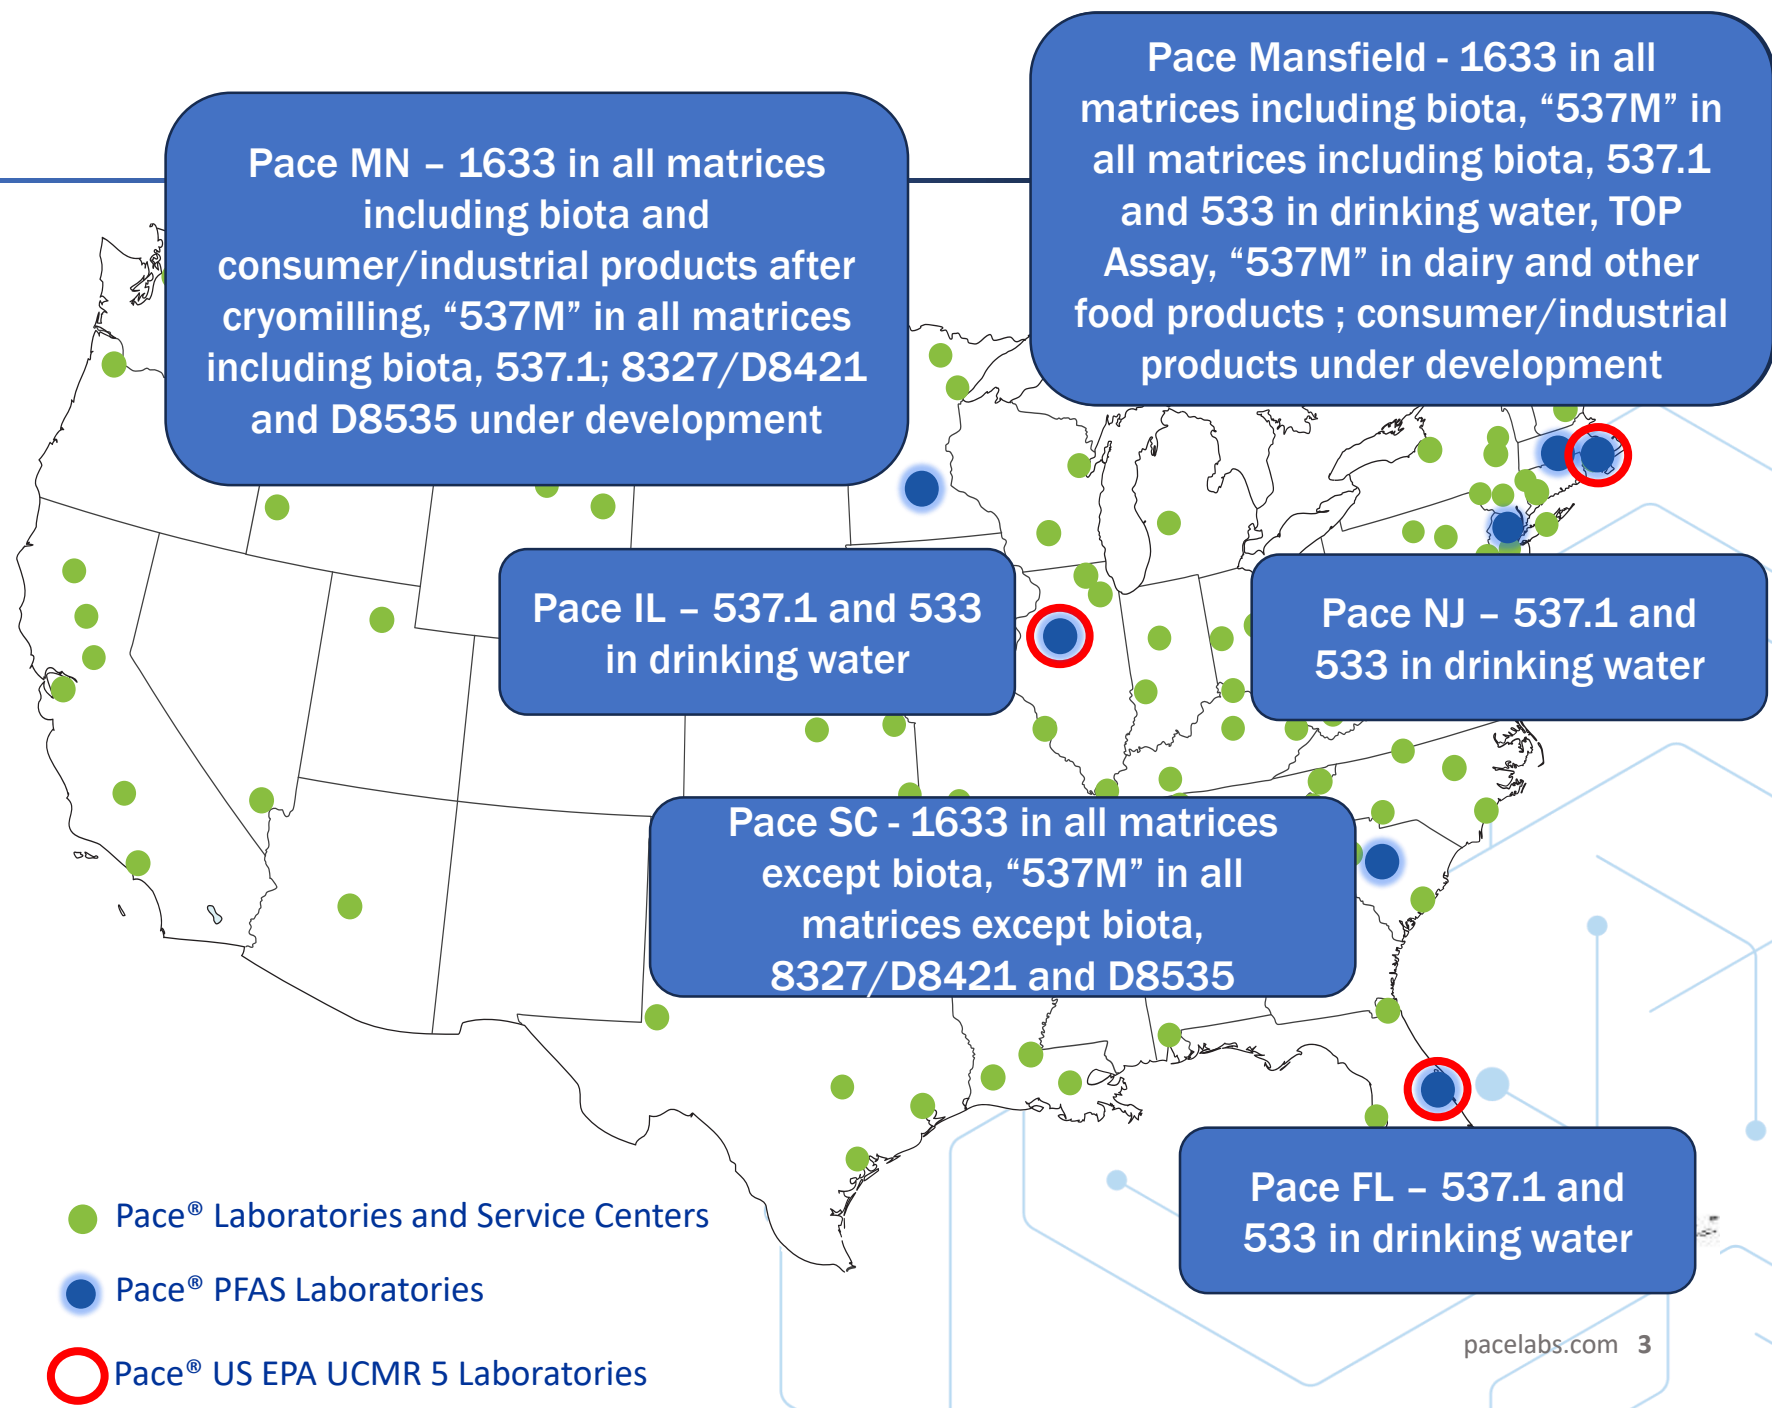 Pace MN – 1633 in all matrices
including biota and
consumer/industrial products after
cryomilling, “537M” in all matrices
including biota, 537.1; 8327/D8421
and D8535 under development
Pace Mansfield - 1633 in all
matrices including biota, “537M” in
all matrices including biota, 537.1
and 533 in drinking water, TOP
Assay, “537M” in dairy and other
food products ; consumer/industrial
products under development
Pace IL – 537.1 and 533
in drinking water
Pace NJ – 537.1 and
533 in drinking water
Pace SC - 1633 in all matrices
except biota, “537M” in all
matrices except biota,
8327/D8421 and D8535
Pace FL – 537.1 and
533 in drinking water
Pace® Laboratories and Service Centers
Pace® PFAS Laboratories
Pace® US EPA UCMR 5 Laboratories
pacelabs.com 3